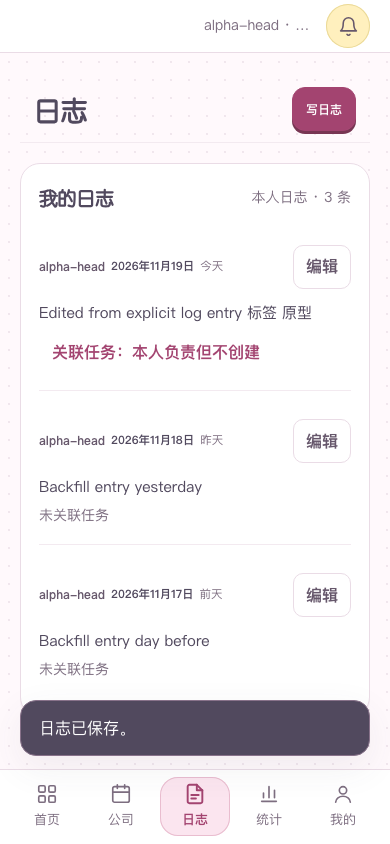 alpha-head · ...
日志
写日志
我的日志
本人日志 · 3 条
alpha-head 2026年11月19日 今天
编辑
Edited from explicit log entry 标签 原型
关联任务：本人负责但不创建
alpha-head 2026年11月18日 昨天
编辑
Backfill entry yesterday
未关联任务
alpha-head 2026年11月17日 前天
编辑
Backfill entry day before
未关联任务
日志已保存。
首页
公司
日志
统计
我的